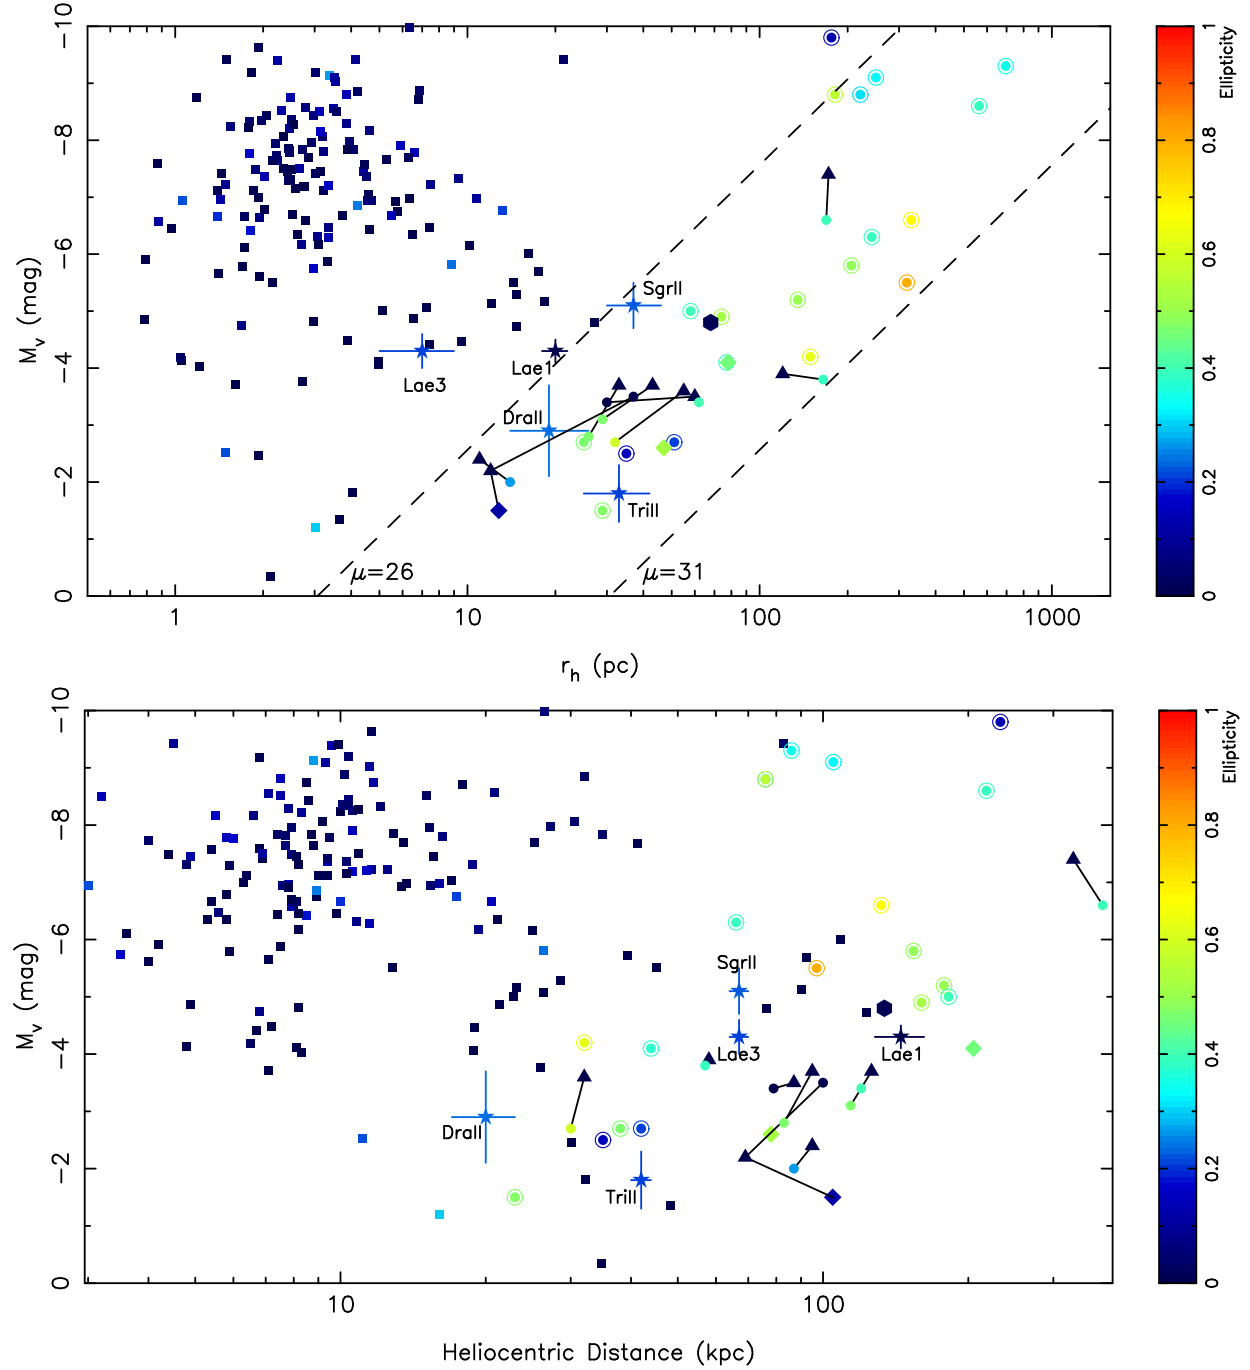 −10
−8
−6
−4
−2
0
M_v (mag)
SgrII
Lae1
Lae3
DraII
TriII
μ=26
μ=31
1
10
100
1000
r_h (pc)
0
0.2
0.4
0.6
0.8
1
Ellipticity
−10
−8
−6
−4
−2
0
M_v (mag)
SgrII
Lae3
Lae1
DraII
TriII
10
100
Heliocentric Distance (kpc)
0
0.2
0.4
0.6
0.8
1
Ellipticity